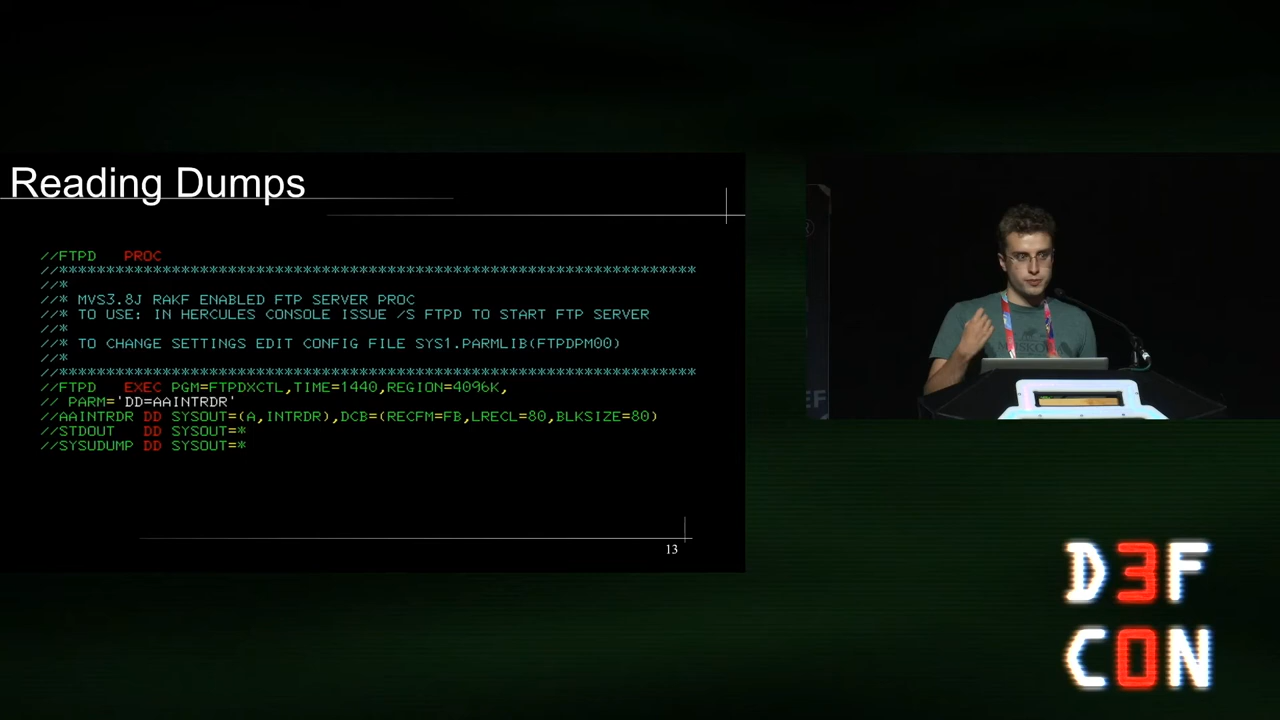 Reading Dumps
//FTPD   PROC
//********************************************************************
//*
//* MVS3.8J RAKF ENABLED FTP SERVER PROC
//* TO USE: IN HERCULES CONSOLE ISSUE /S FTPD TO START FTP SERVER
//*
//* TO CHANGE SETTINGS EDIT CONFIG FILE SYS1.PARMLIB(FTPDPM00)
//*
//********************************************************************
//FTPD   EXEC PGM=FTPDXCTL,TIME=1440,REGION=4096K,
// PARM='DD=AAINTRDR'
//AAINTRDR DD SYSOUT=(A,INTRDR),DCB=(RECFM=FB,LRECL=80,BLKSIZE=80)
//STDOUT   DD SYSOUT=*
//SYSUDUMP DD SYSOUT=*
13
D3F
C0N